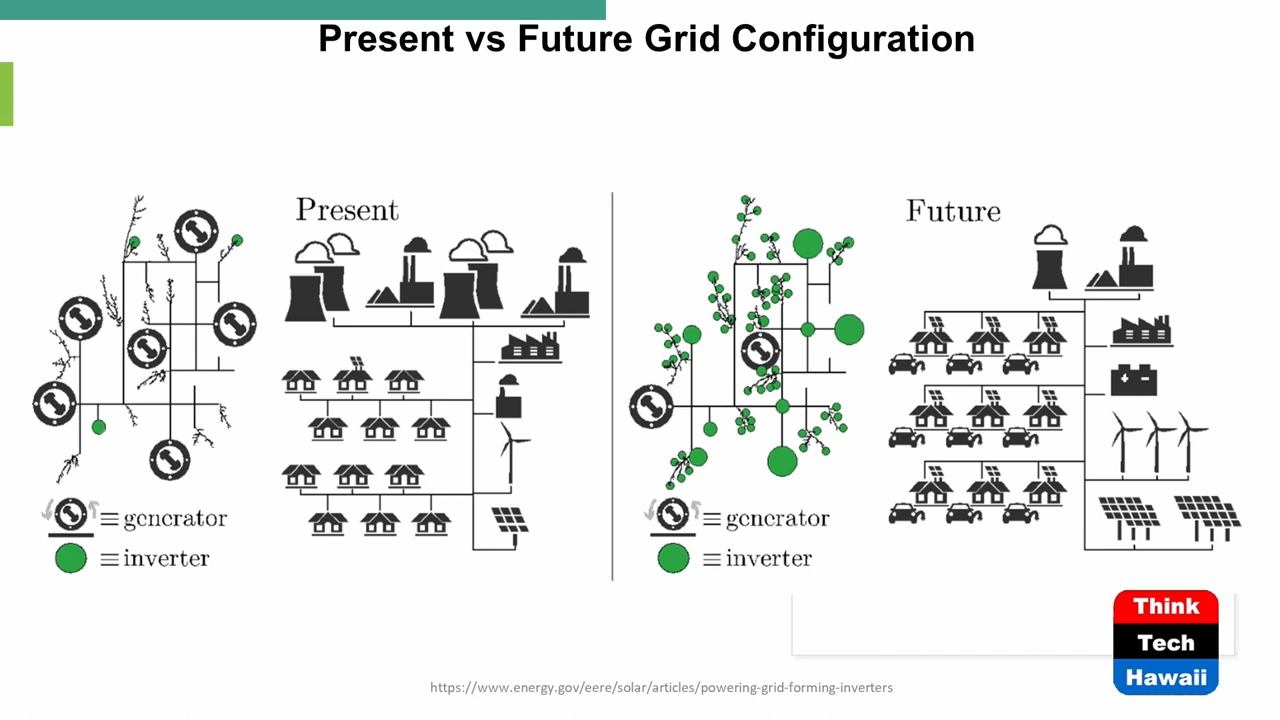 Present vs Future Grid Configuration
Present
≡ generator
≡ inverter
Future
≡ generator
≡ inverter
Think
Tech
Hawaii
https://www.energy.gov/eere/solar/articles/powering-grid-forming-inverters